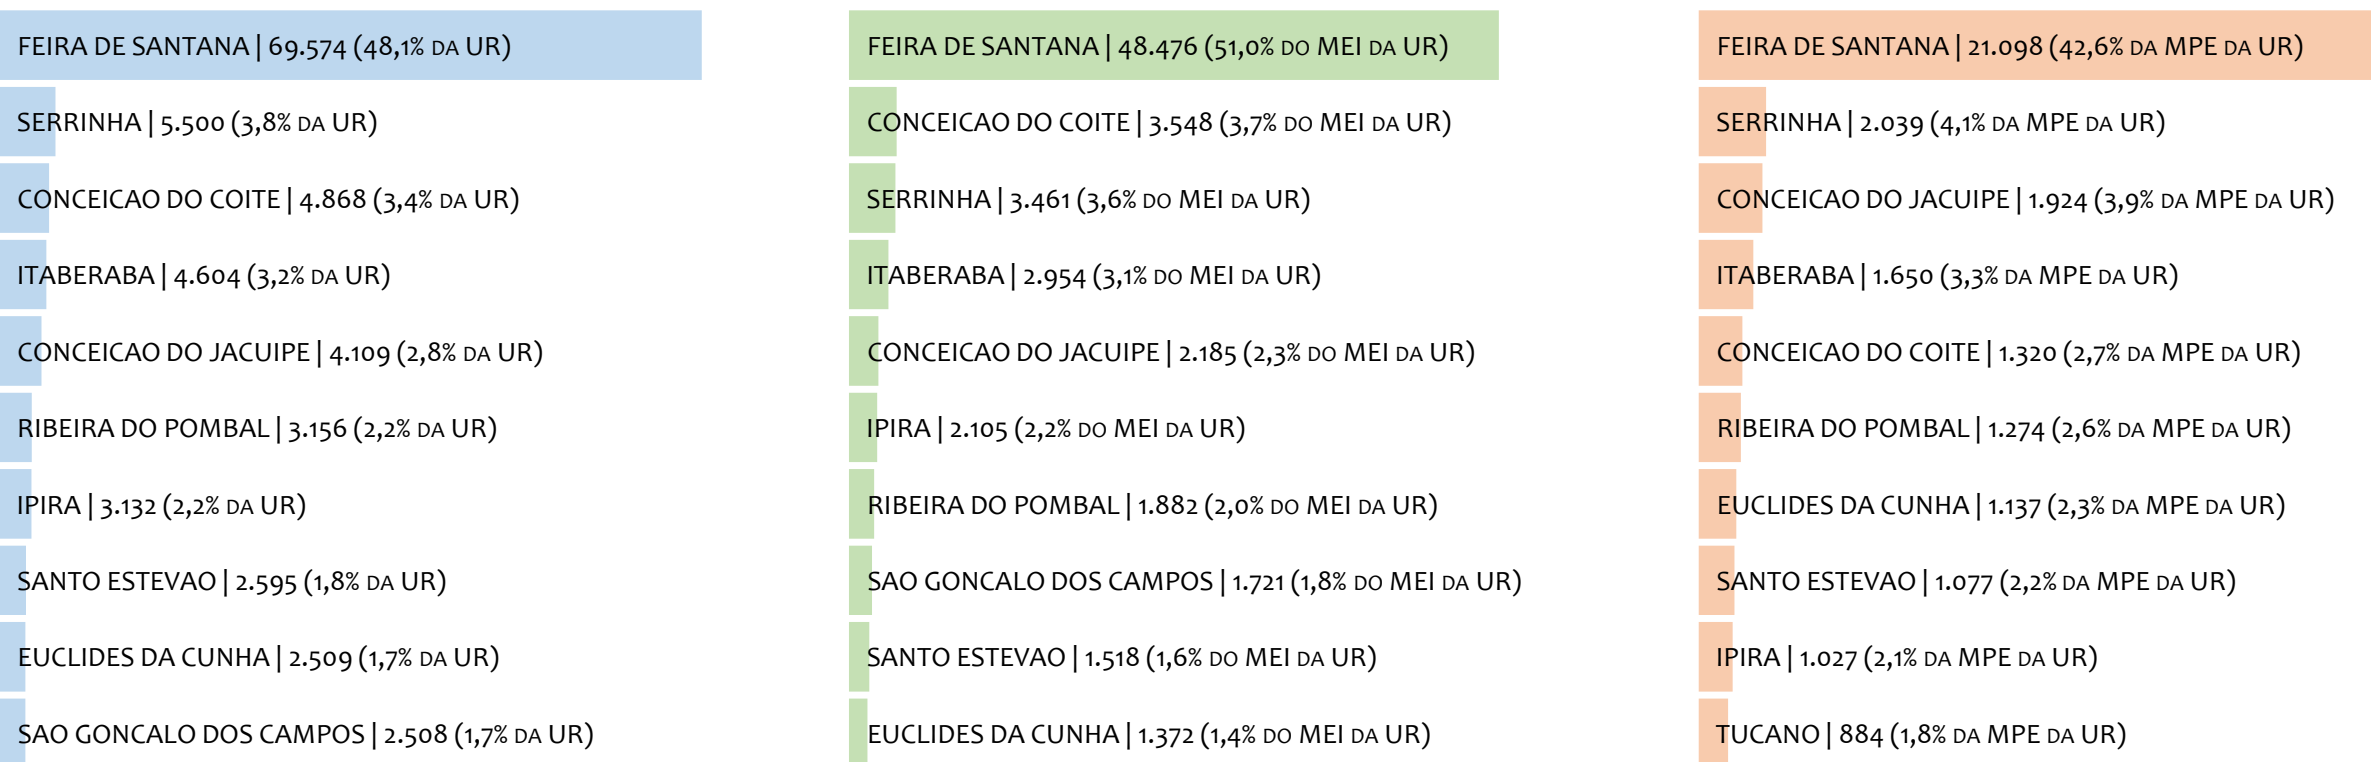 FEIRA DE SANTANA | 69.574 (48,1% DA UR)
SERRINHA | 5.500 (3,8% DA UR)
CONCEICAO DO COITE | 4.868 (3,4% DA UR)
ITABERABA | 4.604 (3,2% DA UR)
CONCEICAO DO JACUIPE | 4.109 (2,8% DA UR)
RIBEIRA DO POMBAL | 3.156 (2,2% DA UR)
IPIRA | 3.132 (2,2% DA UR)
SANTO ESTEVAO | 2.595 (1,8% DA UR)
EUCLIDES DA CUNHA | 2.509 (1,7% DA UR)
SAO GONCALO DOS CAMPOS | 2.508 (1,7% DA UR)
FEIRA DE SANTANA | 48.476 (51,0% DO MEI DA UR)
CONCEICAO DO COITE | 3.548 (3,7% DO MEI DA UR)
SERRINHA | 3.461 (3,6% DO MEI DA UR)
ITABERABA | 2.954 (3,1% DO MEI DA UR)
CONCEICAO DO JACUIPE | 2.185 (2,3% DO MEI DA UR)
IPIRA | 2.105 (2,2% DO MEI DA UR)
RIBEIRA DO POMBAL | 1.882 (2,0% DO MEI DA UR)
SAO GONCALO DOS CAMPOS | 1.721 (1,8% DO MEI DA UR)
SANTO ESTEVAO | 1.518 (1,6% DO MEI DA UR)
EUCLIDES DA CUNHA | 1.372 (1,4% DO MEI DA UR)
FEIRA DE SANTANA | 21.098 (42,6% DA MPE DA UR)
SERRINHA | 2.039 (4,1% DA MPE DA UR)
CONCEICAO DO JACUIPE | 1.924 (3,9% DA MPE DA UR)
ITABERABA | 1.650 (3,3% DA MPE DA UR)
CONCEICAO DO COITE | 1.320 (2,7% DA MPE DA UR)
RIBEIRA DO POMBAL | 1.274 (2,6% DA MPE DA UR)
EUCLIDES DA CUNHA | 1.137 (2,3% DA MPE DA UR)
SANTO ESTEVAO | 1.077 (2,2% DA MPE DA UR)
IPIRA | 1.027 (2,1% DA MPE DA UR)
TUCANO | 884 (1,8% DA MPE DA UR)